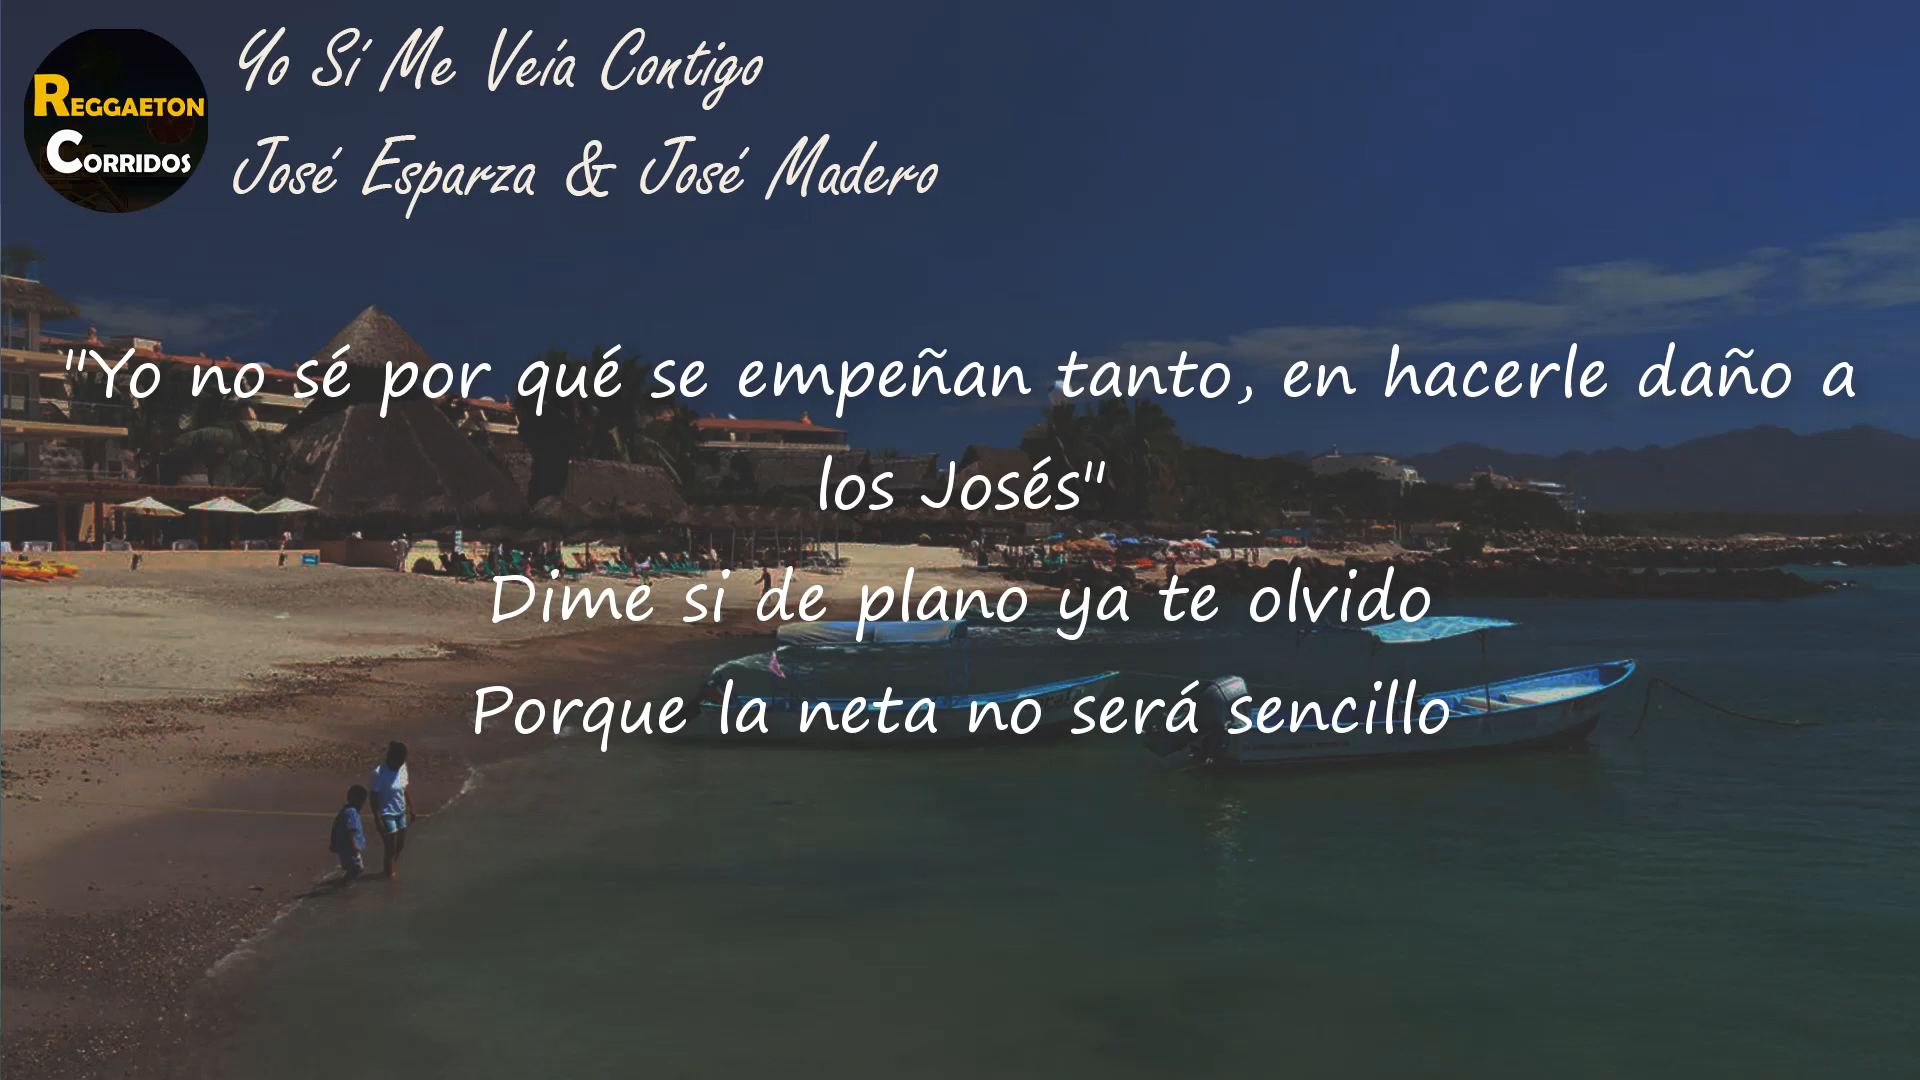 Yo Sí Me Veía Contigo
José Esparza & José Madero
REGGAETON
CORRIDOS
"Yo no sé por qué se empeñan tanto, en hacerle daño a
los Josés"
Dime si de plano ya te olvido
Porque la neta no será sencillo